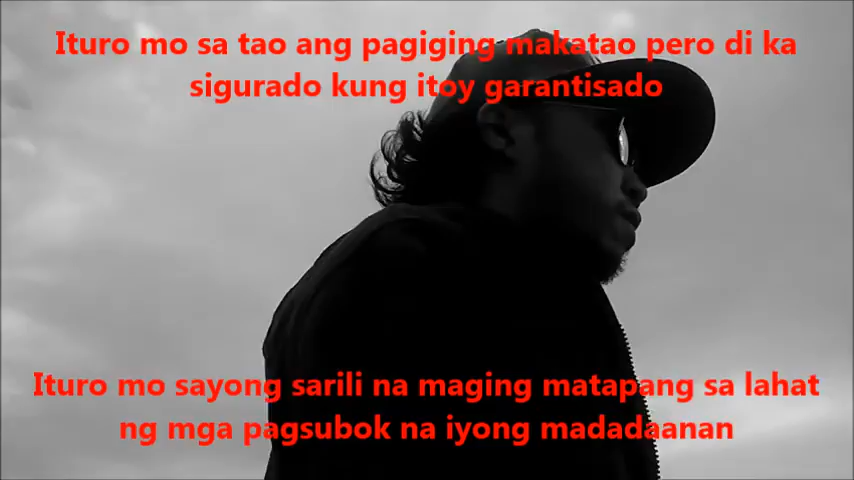 Ituro mo sa tao ang pagiging makatao pero di ka
sigurado kung itoy garantisado
Ituro mo sayong sarili na maging matapang sa lahat
ng mga pagsubok na iyong madadaanan